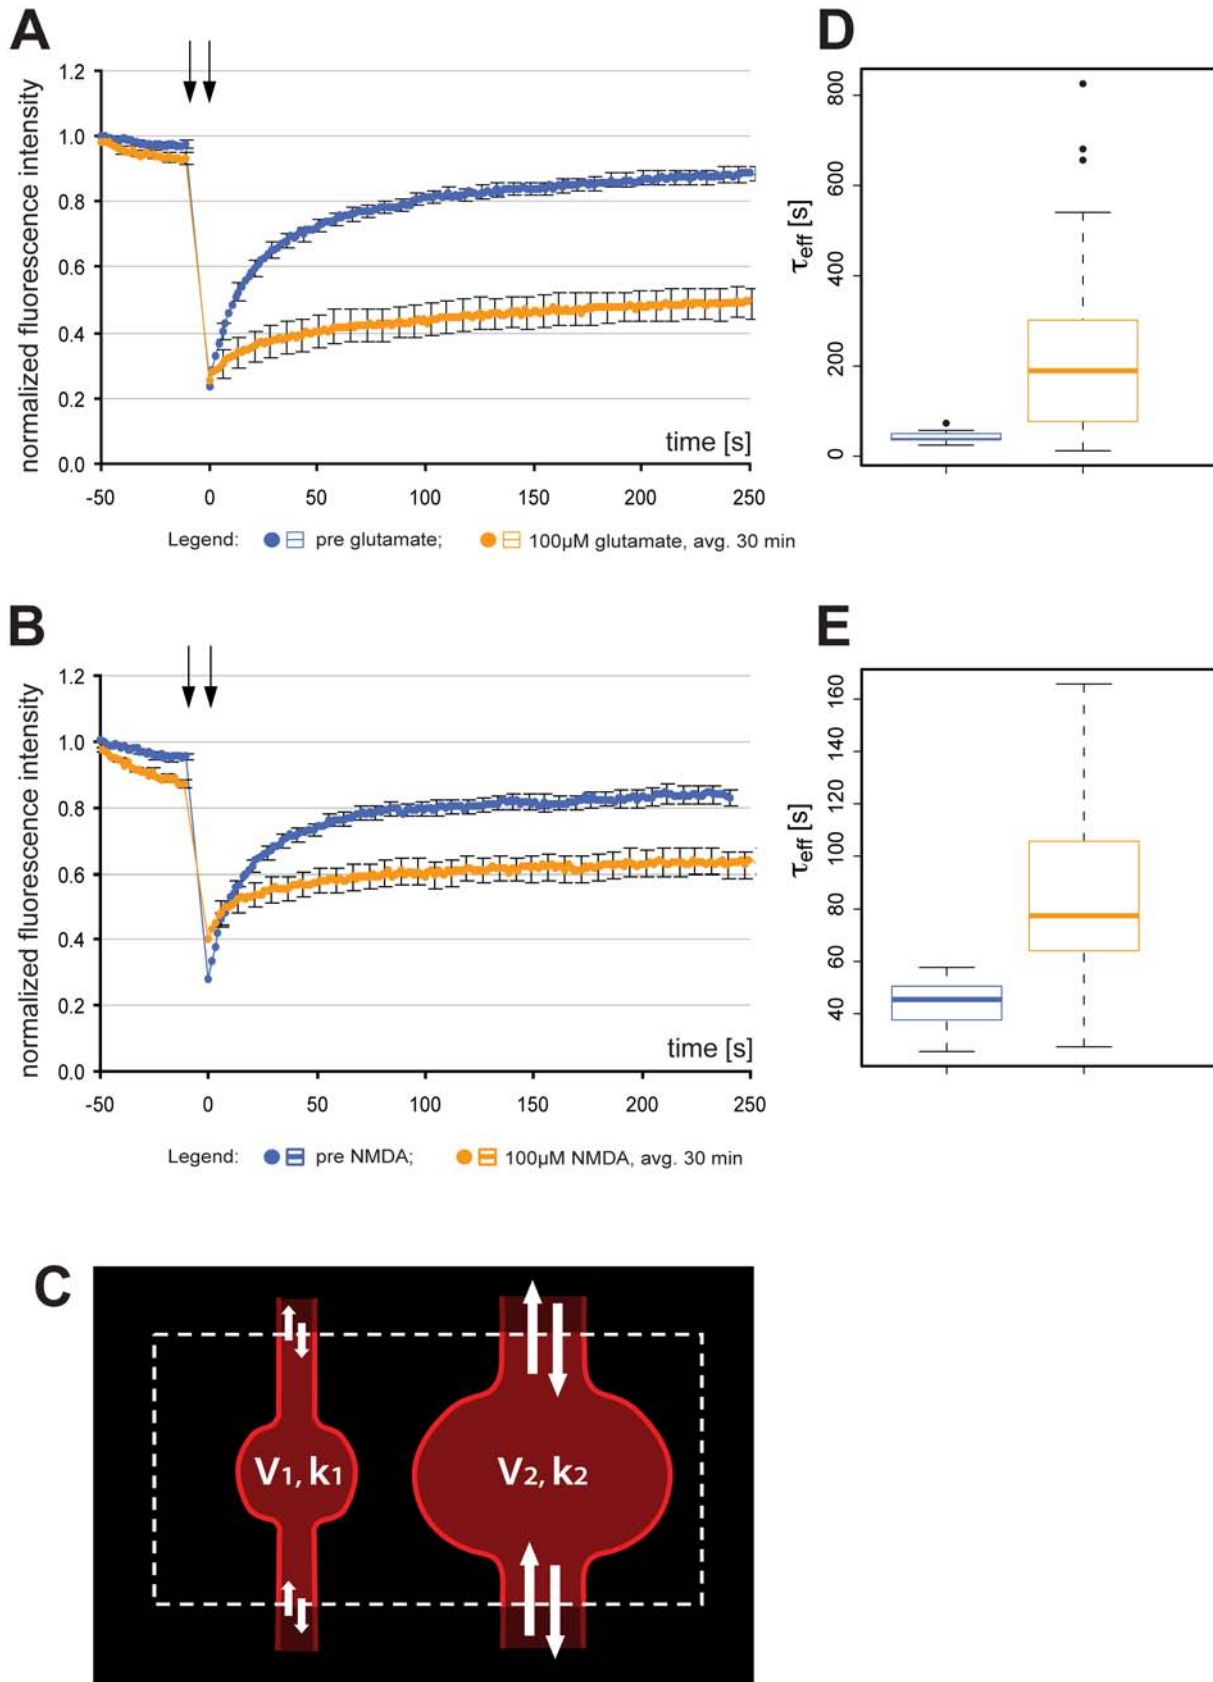 A
normalized fluorescence intensity
1.2
1.0
0.8
0.6
0.4
0.2
0.0
-50
0
50
100
150
200
250
time [s]
Legend: pre glutamate; 100µM glutamate, avg. 30 min
D
τeff [s]
800
600
400
200
0
B
normalized fluorescence intensity
1.2
1.0
0.8
0.6
0.4
0.2
0.0
-50
0
50
100
150
200
250
time [s]
Legend: pre NMDA; 100µM NMDA, avg. 30 min
E
τeff [s]
160
140
120
100
80
60
40
C
V1, k1
V2, k2